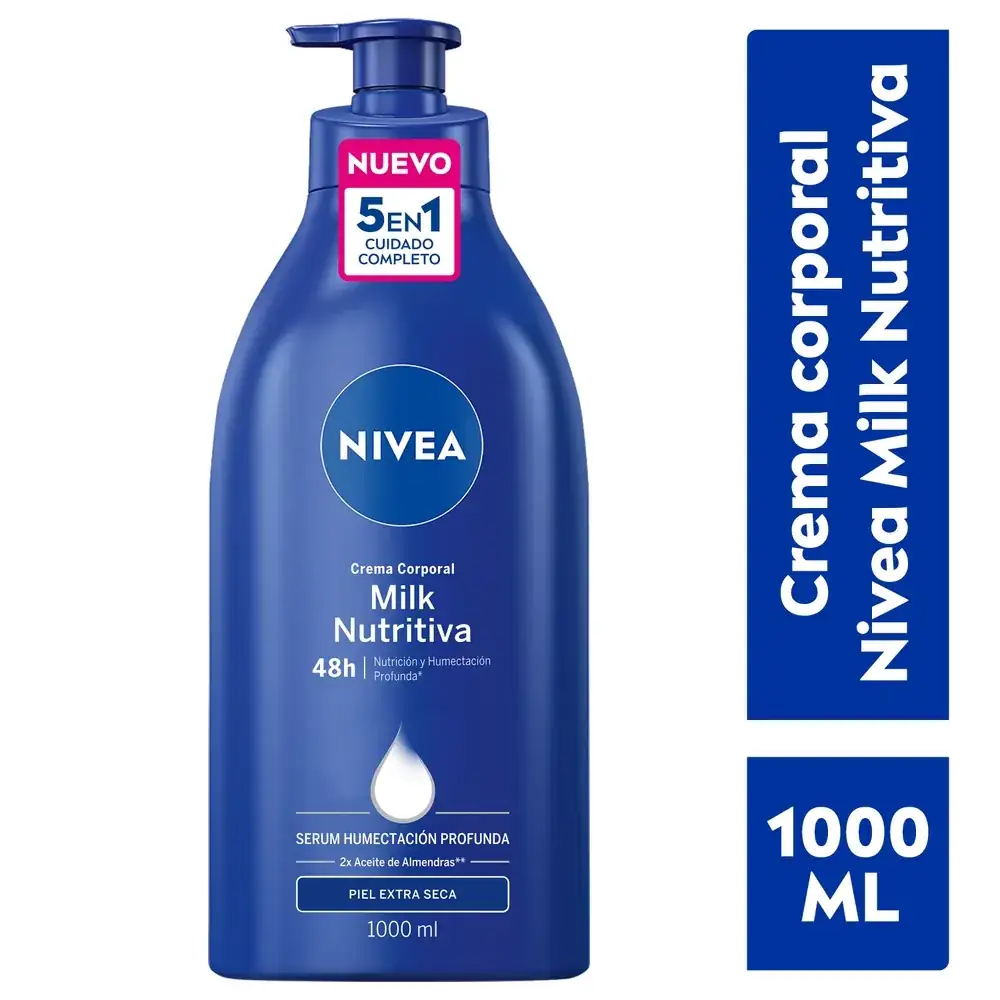 NUEVO
5EN1
CUIDADO
COMPLETO
NIVEA
Crema Corporal
Milk
Nutritiva
48h
Nutrición y Humectación
Profunda*
SERUM HUMECTACIÓN PROFUNDA
2x Aceite de Almendras**
PIEL EXTRA SECA
1000 ml
Crema corporal
Nivea Milk Nutritiva
1000
ML